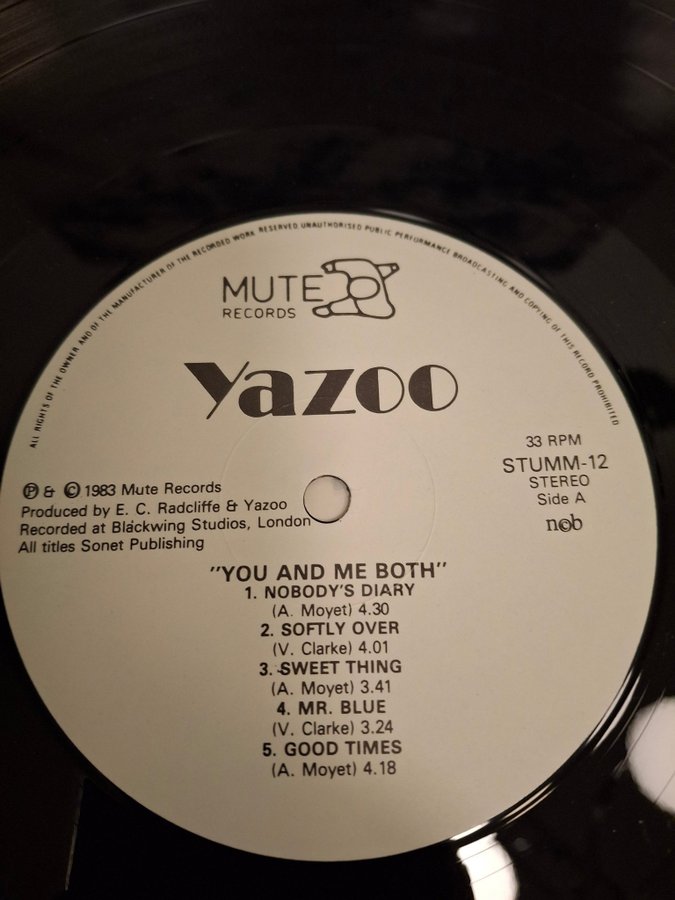 ALL RIGHTS OF THE OWNER AND OF THE MANUFACTURER OF THE RECORDED WORK RESERVED UNAUTHORISED PUBLIC PERFORMANCE BROADCASTING AND COPYING OF THIS RECORD PROHIBITED
MUTE
RECORDS
yazoo
33 RPM
STUMM-12
STEREO
Side A
ncb
℗ & © 1983 Mute Records
Produced by E. C. Radcliffe & Yazoo
Recorded at Blackwing Studios, London
All titles Sonet Publishing
"YOU AND ME BOTH"
1. NOBODY'S DIARY
(A. Moyet) 4.30
2. SOFTLY OVER
(V. Clarke) 4.01
3. SWEET THING
(A. Moyet) 3.41
4. MR. BLUE
(V. Clarke) 3.24
5. GOOD TIMES
(A. Moyet) 4.18